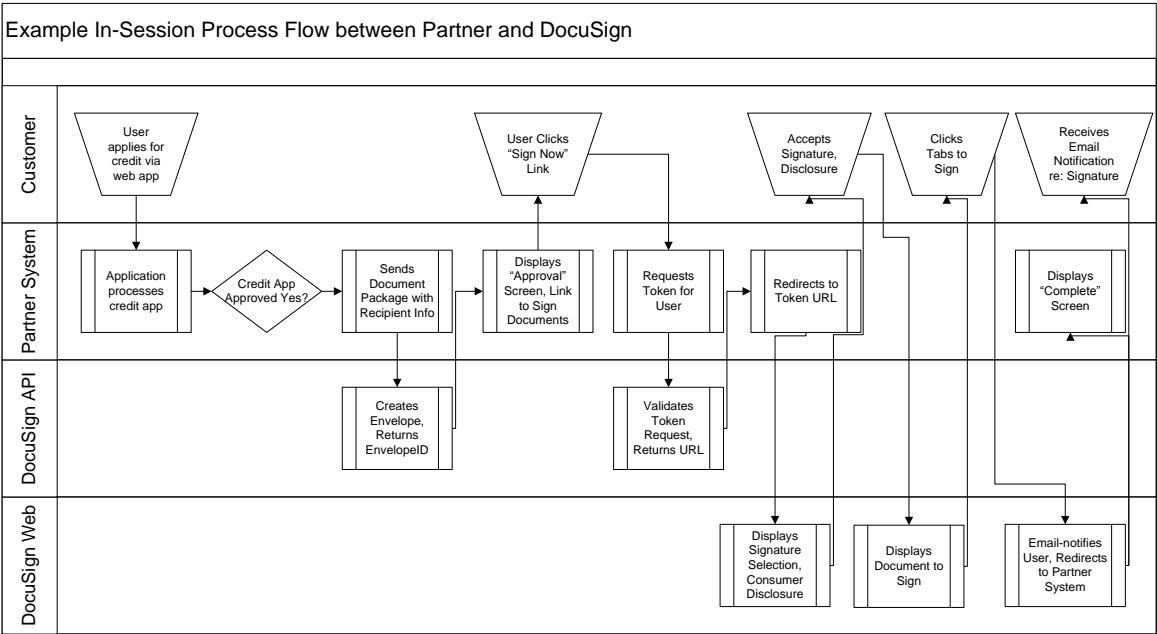 Example In-Session Process Flow between Partner and DocuSign
Customer
User
applies for
credit via
web app
User Clicks
“Sign Now”
Link
Accepts
Signature,
Disclosure
Clicks
Tabs to
Sign
Receives
Email
Notification
re: Signature
Partner System
Application
processes
credit app
Credit App
Approved Yes?
Sends
Document
Package with
Recipient Info
Displays
“Approval”
Screen, Link
to Sign
Documents
Requests
Token for
User
Redirects to
Token URL
Displays
“Complete”
Screen
DocuSign API
Creates
Envelope,
Returns
EnvelopeID
Validates
Token
Request,
Returns URL
DocuSign Web
Displays
Signature
Selection,
Consumer
Disclosure
Displays
Document to
Sign
Email-notifies
User, Redirects
to Partner
System